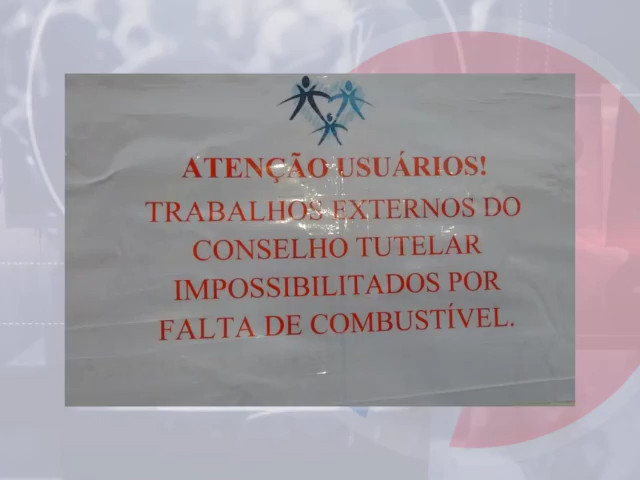 ATENÇÃO USUÁRIOS!
TRABALHOS EXTERNOS DO
CONSELHO TUTELAR
IMPOSSIBILITADOS POR
FALTA DE COMBUSTÍVEL.